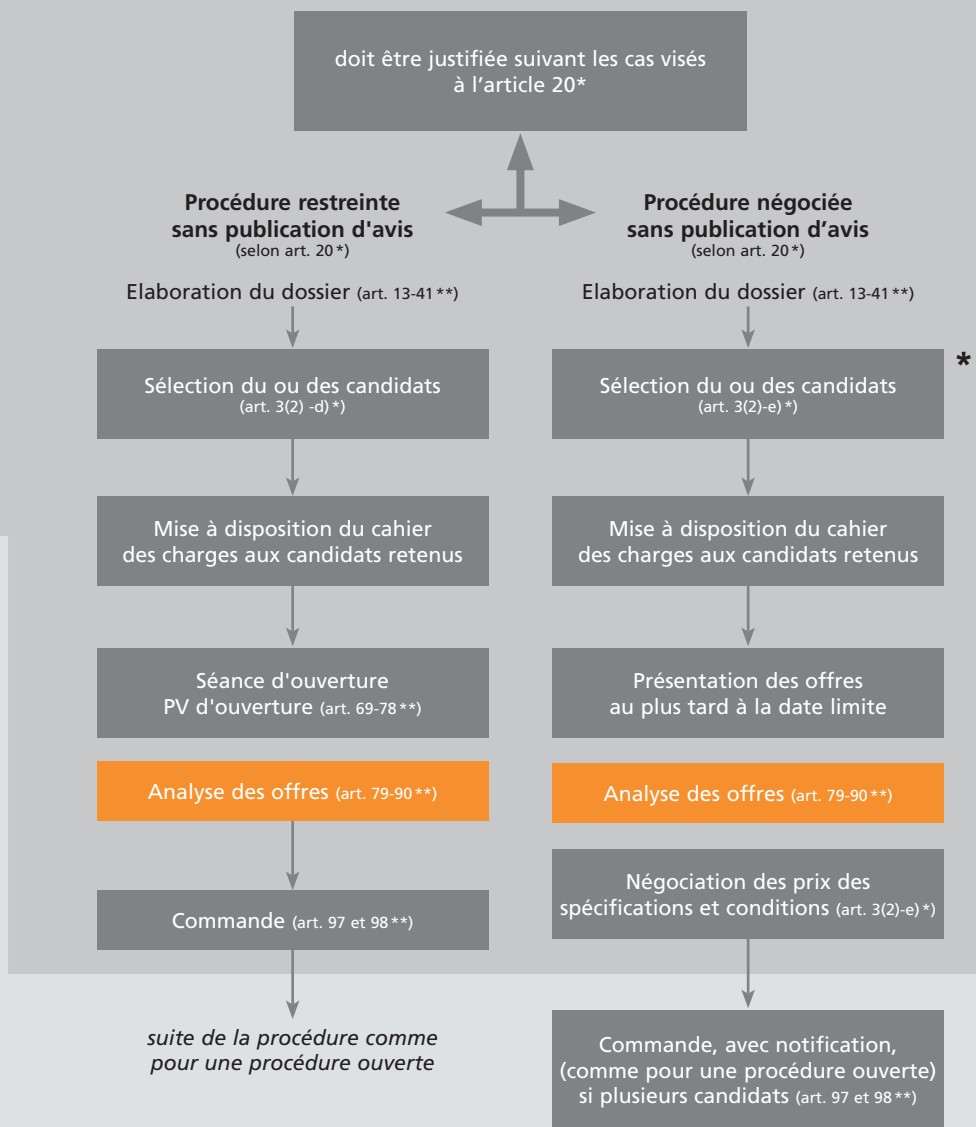 doit être justifiée suivant les cas visés
à l'article 20*
Procédure restreinte
sans publication d'avis
(selon art. 20*)
Elaboration du dossier (art. 13-41**)
Sélection du ou des candidats
(art. 3(2) -d)*)
Mise à disposition du cahier
des charges aux candidats retenus
Séance d'ouverture
PV d'ouverture (art. 69-78**)
Analyse des offres (art. 79-90**)
Commande (art. 97 et 98**)
suite de la procédure comme
pour une procédure ouverte
Procédure négociée
sans publication d’avis
(selon art. 20*)
Elaboration du dossier (art. 13-41**)
Sélection du ou des candidats
(art. 3(2)-e)*)
*
Mise à disposition du cahier
des charges aux candidats retenus
Présentation des offres
au plus tard à la date limite
Analyse des offres (art. 79-90**)
Négociation des prix des
spécifications et conditions (art. 3(2)-e)*)
Commande, avec notification,
(comme pour une procédure ouverte)
si plusieurs candidats (art. 97 et 98**)